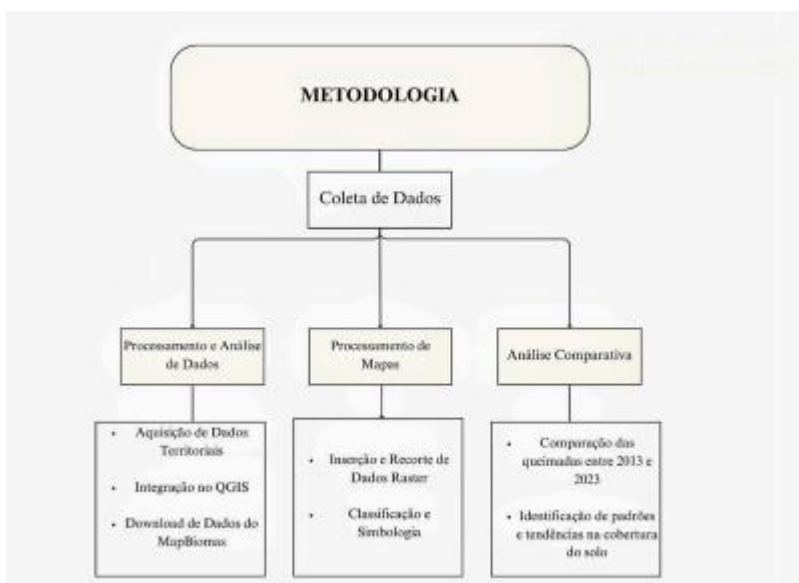 METODOLOGIA
Coleta de Dados
Processamento e Análise
de Dados
• Aquisição de Dados
Territoriais
• Integração no QGIS
• Download de Dados do
MapBiomas
Processamento de
Mapas
• Inserção e Recorte de
Dados Raster
• Classificação e
Simbologia
Análise Comparativa
• Comparação das
queimadas entre 2013 e
2023
• Identificação de padrões
e tendências na cobertura
do solo